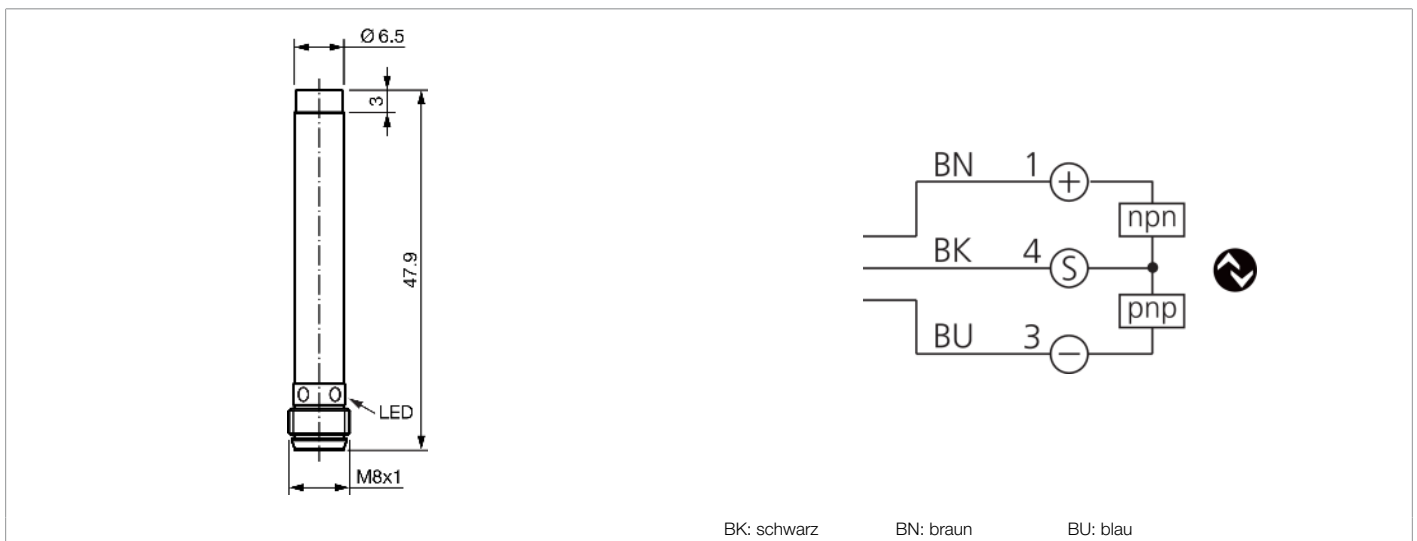 Ø 6.5
3
47.9
LED
M8x1
BN 1 +
npn
BK 4 S
pnp
BU 3 −
BK: schwarz BN: braun BU: blau